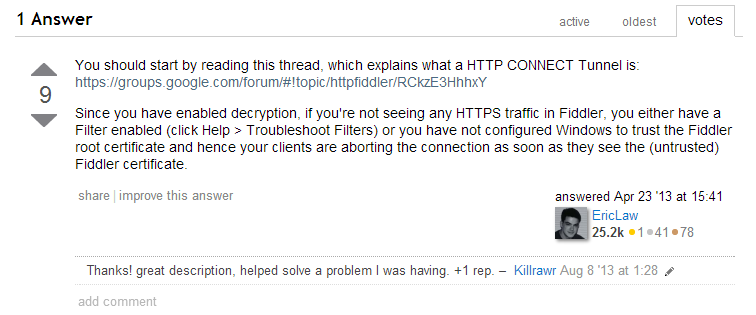 1 Answer
active oldest votes
9
You should start by reading this thread, which explains what a HTTP CONNECT Tunnel is:
https://groups.google.com/forum/#!topic/httpfiddler/RCkzE3HhhxY
Since you have enabled decryption, if you're not seeing any HTTPS traffic in Fiddler, you either have a
Filter enabled (click Help > Troubleshoot Filters) or you have not configured Windows to trust the Fiddler
root certificate and hence your clients are aborting the connection as soon as they see the (untrusted)
Fiddler certificate.
share | improve this answer
answered Apr 23 '13 at 15:41
EricLaw
25.2k ●1●41●78
Thanks! great description, helped solve a problem I was having. +1 rep. – Killrawr Aug 8 '13 at 1:28
add comment